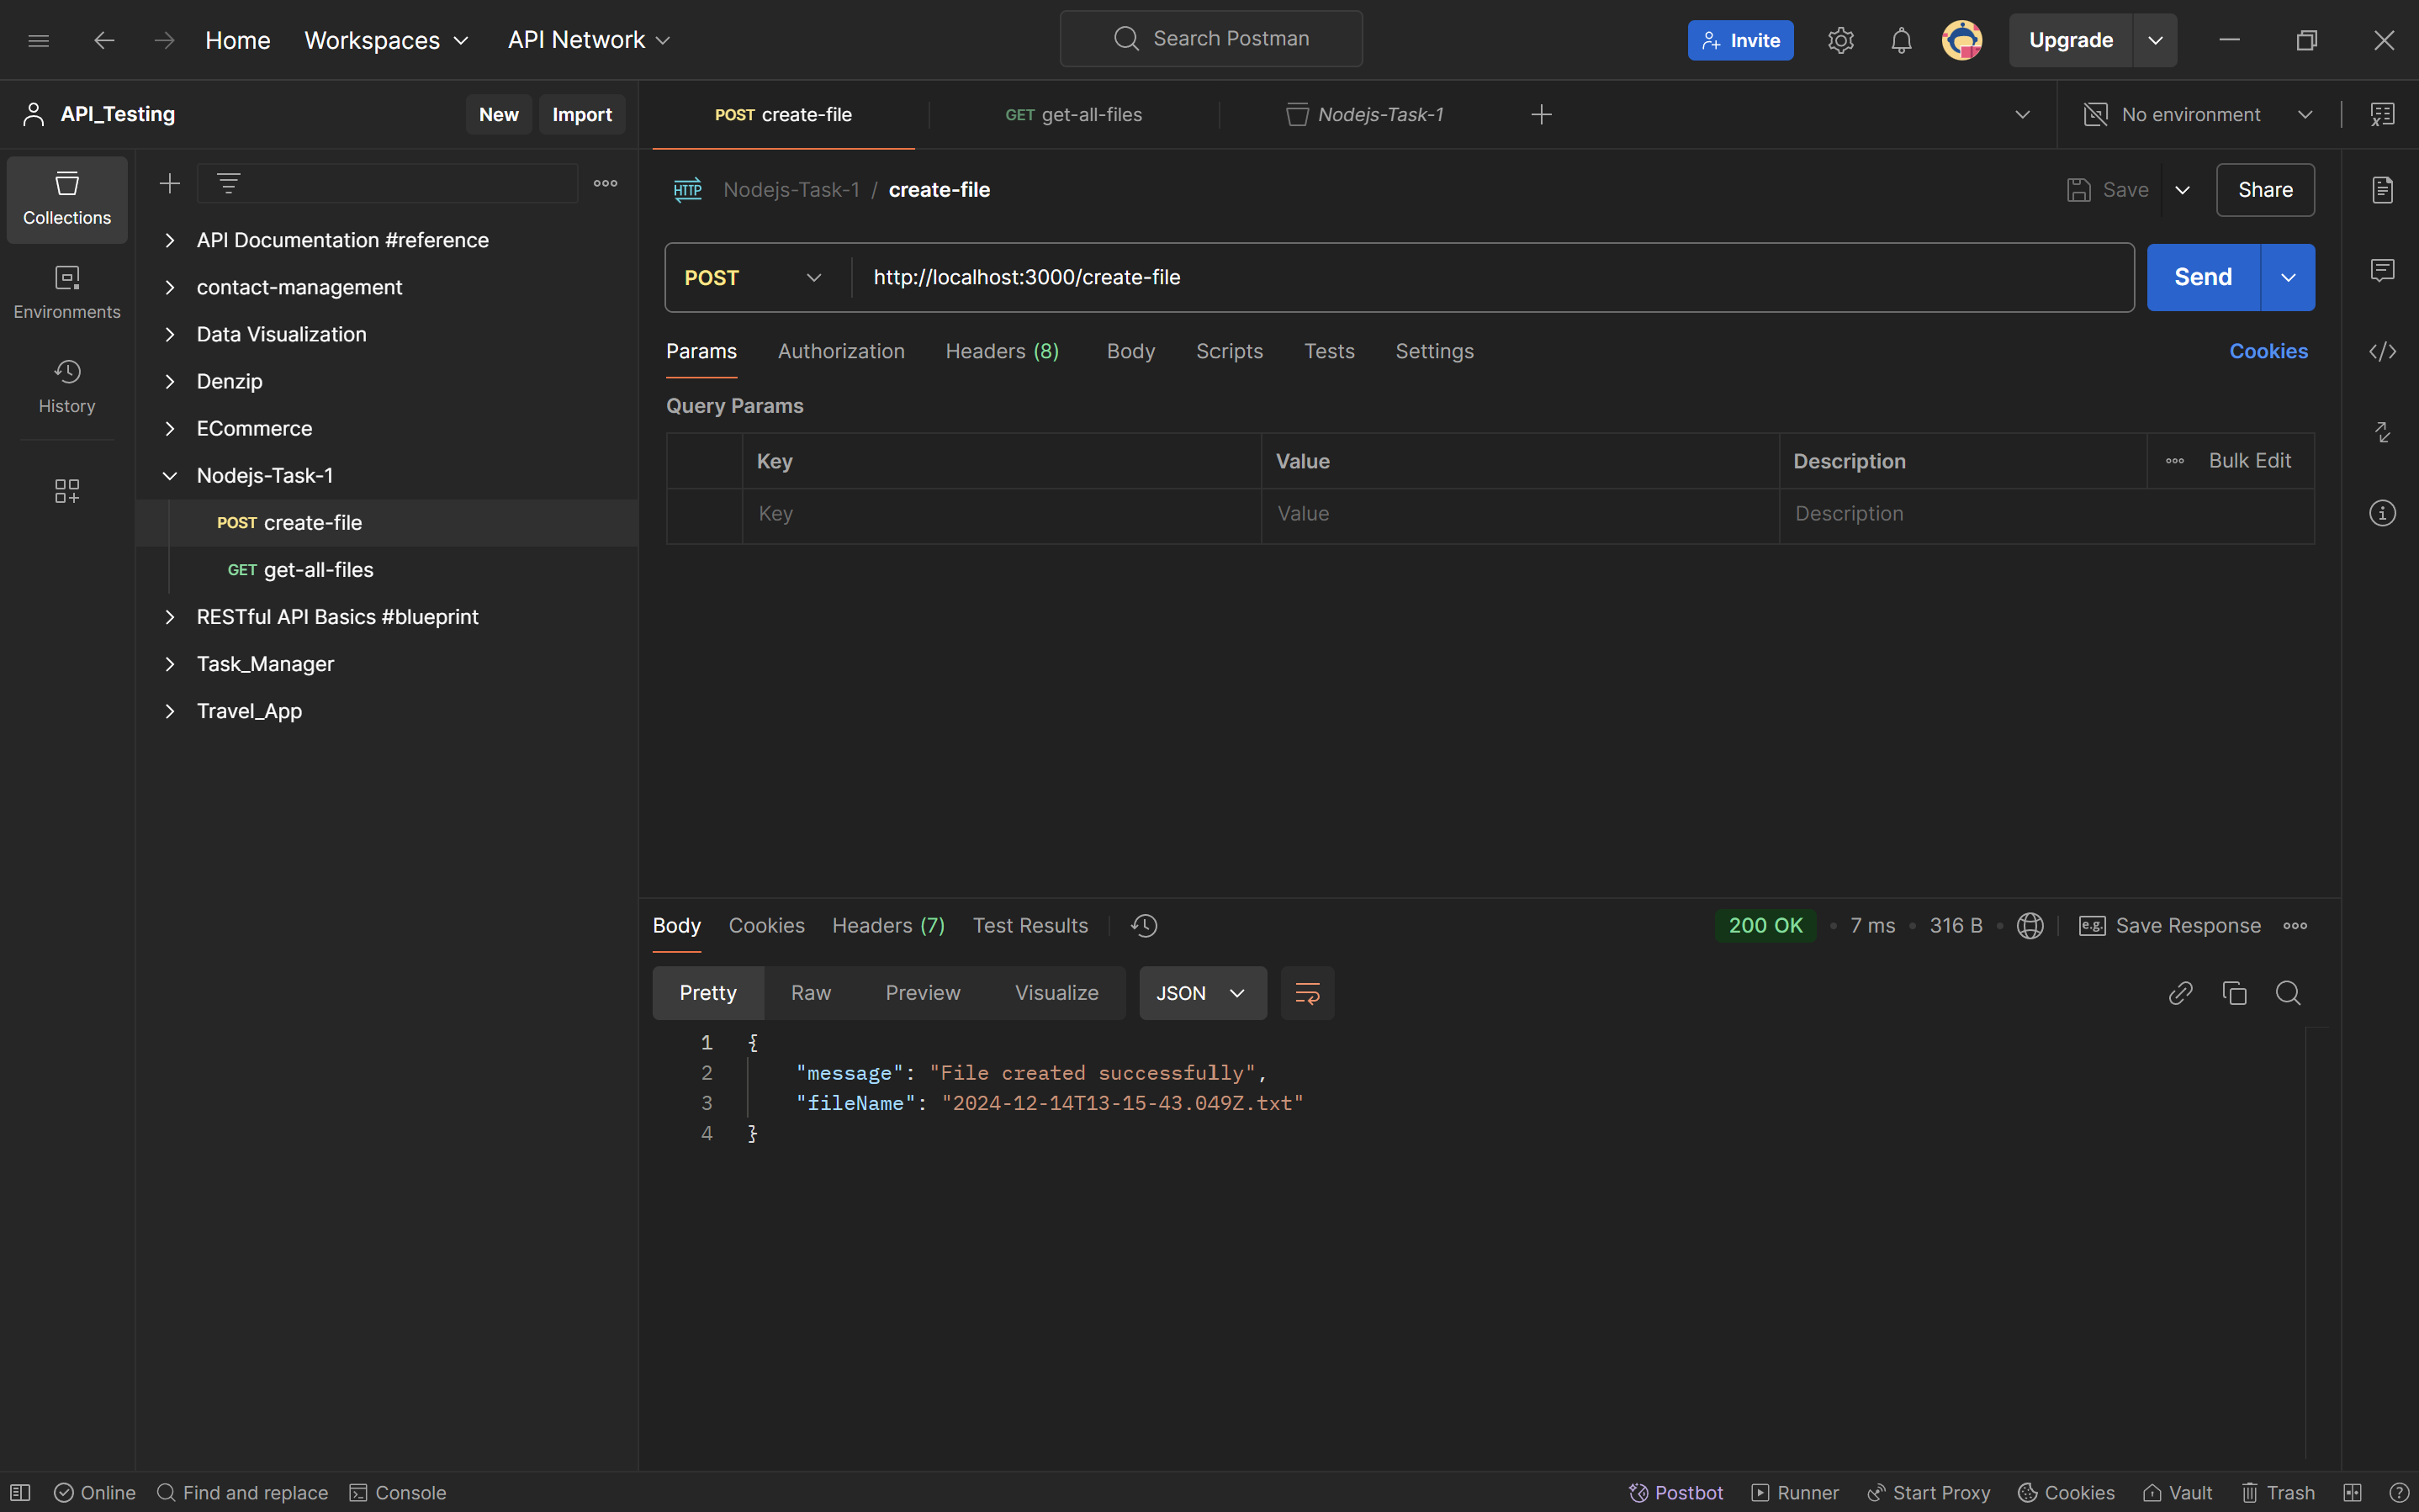 Home Workspaces API Network Search Postman Invite Upgrade
API_Testing New Import POST create-file GET get-all-files Nodejs-Task-1 No environment
Collections
Environments
History
API Documentation #reference
contact-management
Data Visualization
Denzip
ECommerce
Nodejs-Task-1
POST create-file
GET get-all-files
RESTful API Basics #blueprint
Task_Manager
Travel_App
HTTP Nodejs-Task-1 / create-file Save Share
POST http://localhost:3000/create-file Send
Params Authorization Headers (8) Body Scripts Tests Settings Cookies
Query Params
Key Value Description Bulk Edit
Key Value Description
Body Cookies Headers (7) Test Results 200 OK 7 ms 316 B e.g. Save Response
Pretty Raw Preview Visualize JSON
1 {
2 "message": "File created successfully",
3 "fileName": "2024-12-14T13-15-43.049Z.txt"
4 }
Online Find and replace Console Postbot Runner Start Proxy Cookies Vault Trash